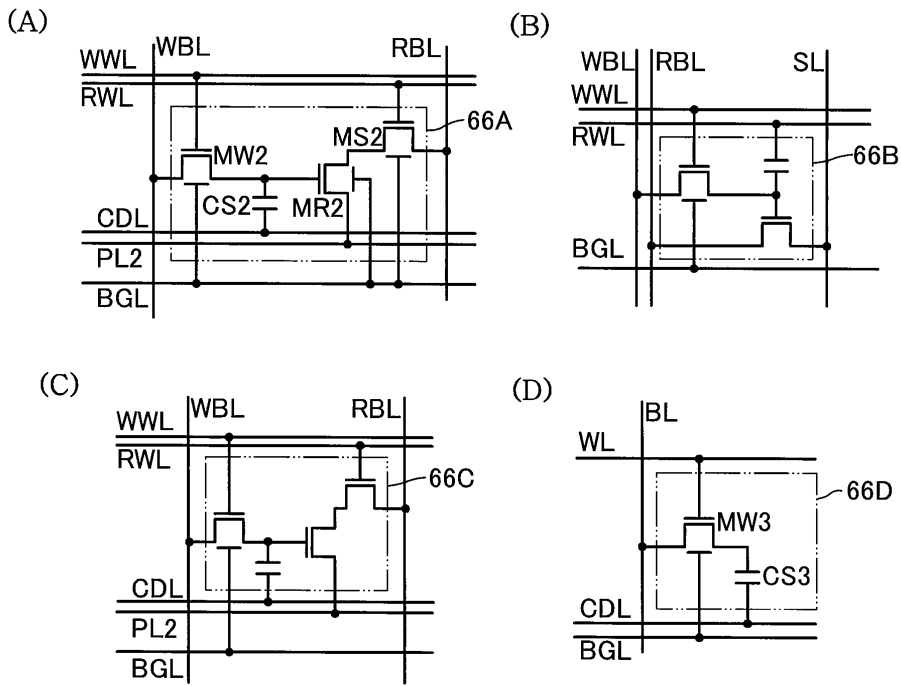 (A)
WBL
RBL
WWL
RWL
66A
MS2
MW2
CS2
MR2
CDL
PL2
BGL
(B)
WBL
RBL
SL
WWL
RWL
66B
BGL
(C)
WBL
RBL
WWL
RWL
66C
CDL
PL2
BGL
(D)
BL
WL
66D
MW3
CS3
CDL
BGL